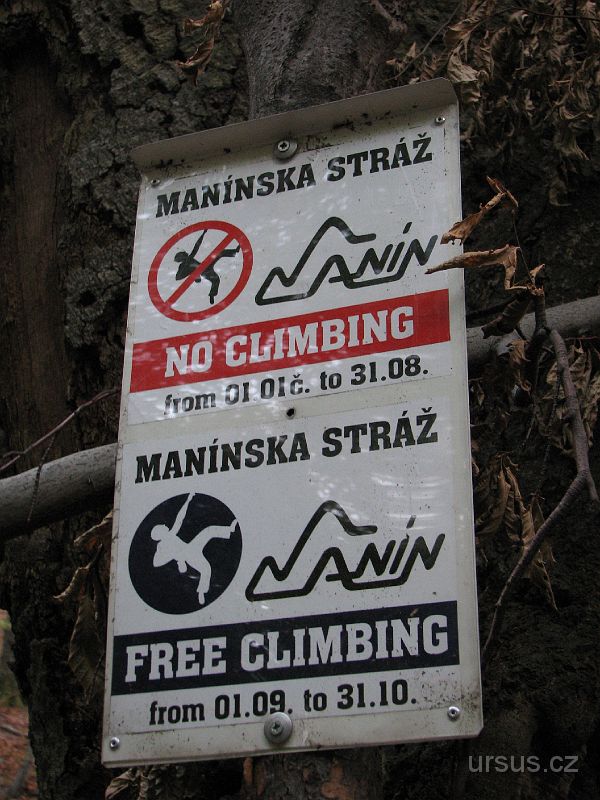 MANÍNSKA STRÁŽ
MANÍN
NO CLIMBING
from 01.01č. to 31.08.
MANÍNSKA STRÁŽ
MANÍN
FREE CLIMBING
from 01.09. to 31.10.
ursus.cz